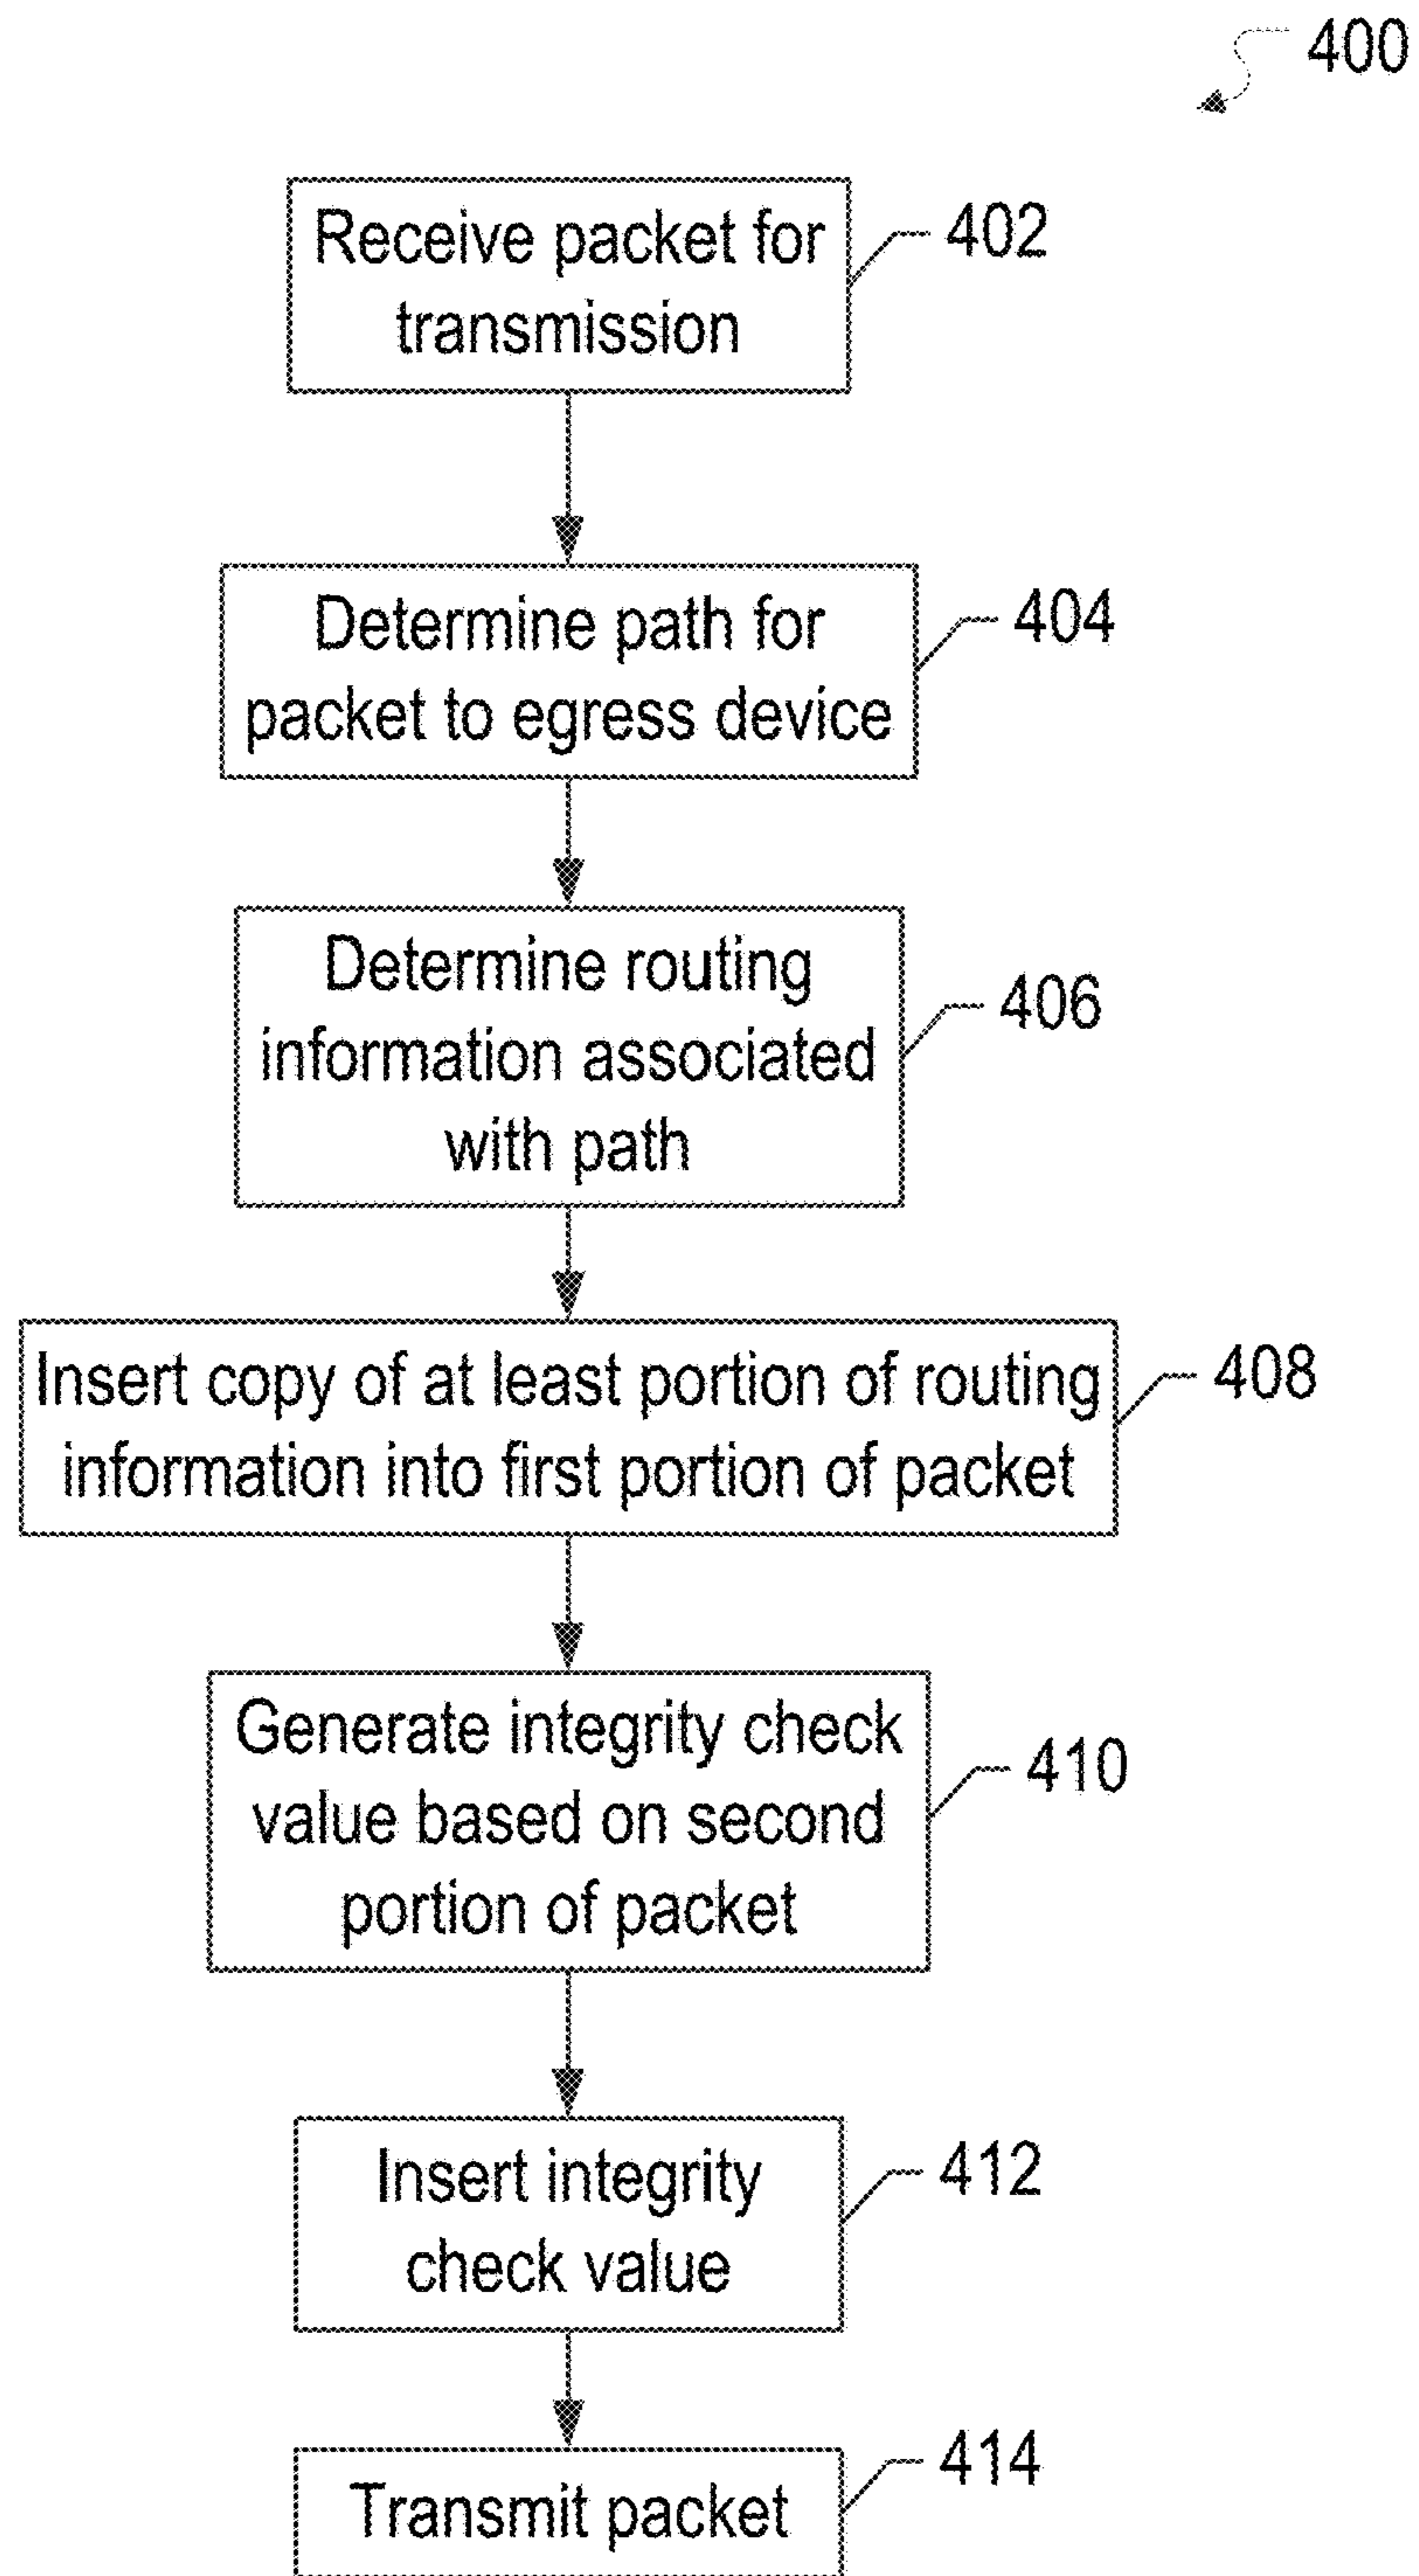 400
Receive packet for
transmission
402
Determine path for
packet to egress device
404
Determine routing
information associated
with path
406
Insert copy of at least portion of routing
information into first portion of packet
408
Generate integrity check
value based on second
portion of packet
410
Insert integrity
check value
412
Transmit packet
414